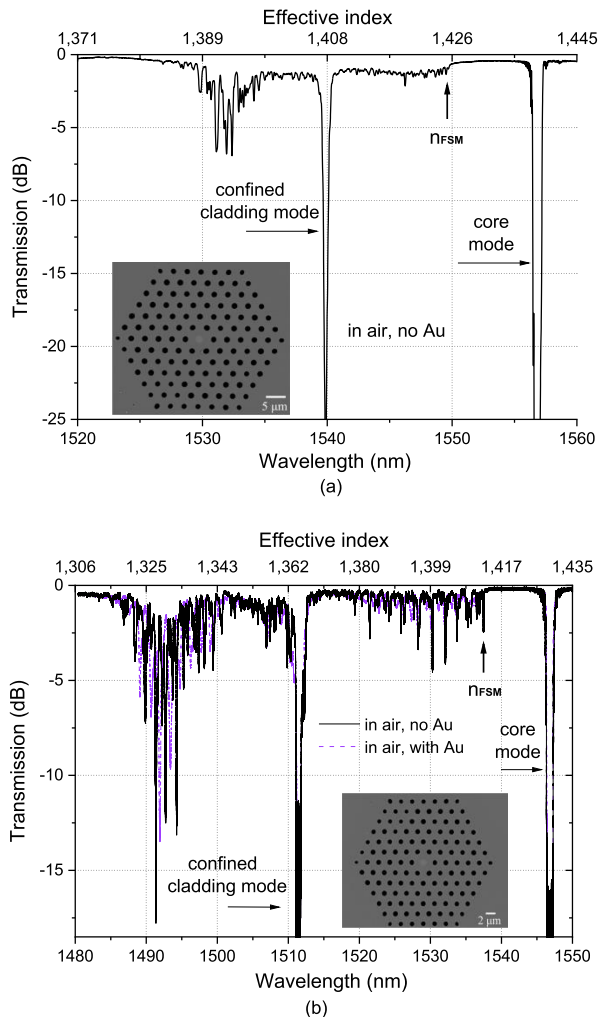 Effective index
1,371 1,389 1,408 1,426 1,445
0
-5
-10
-15
-20
-25
Transmission (dB)
nFSM
confined
cladding mode
core
mode
in air, no Au
5 μm
1520 1530 1540 1550 1560
Wavelength (nm)
(a)
Effective index
1,306 1,325 1,343 1,362 1,380 1,399 1,417 1,435
0
-5
-10
-15
Transmission (dB)
nFSM
in air, no Au
in air, with Au
core
mode
confined
cladding mode
2 μm
1480 1490 1500 1510 1520 1530 1540 1550
Wavelength (nm)
(b)